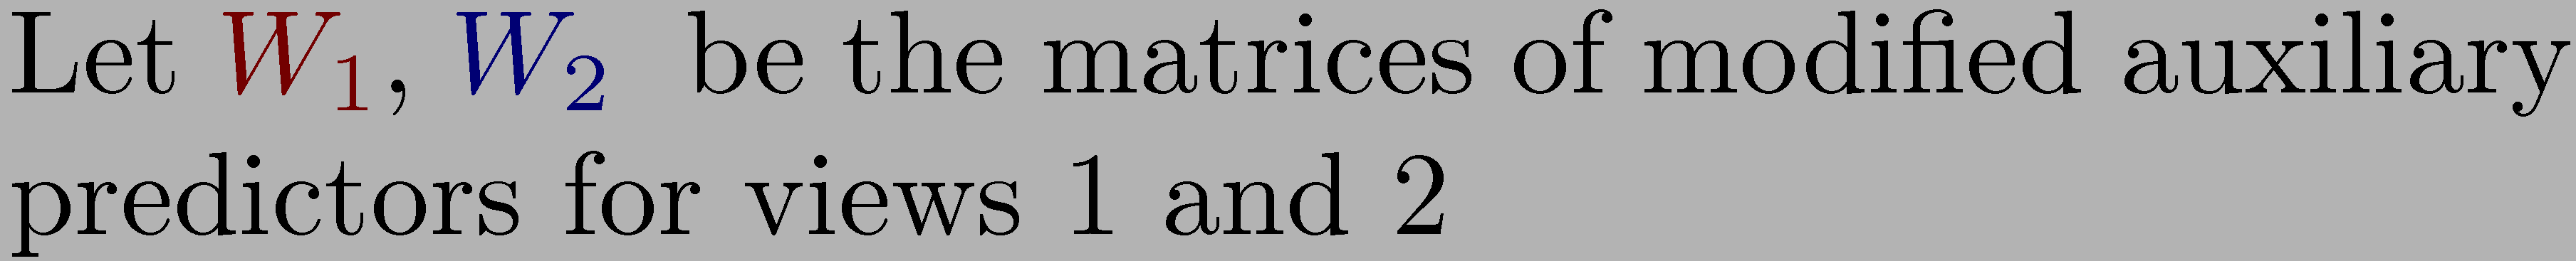 Let W₁, W₂ be the matrices of modified auxiliary
predictors for views 1 and 2